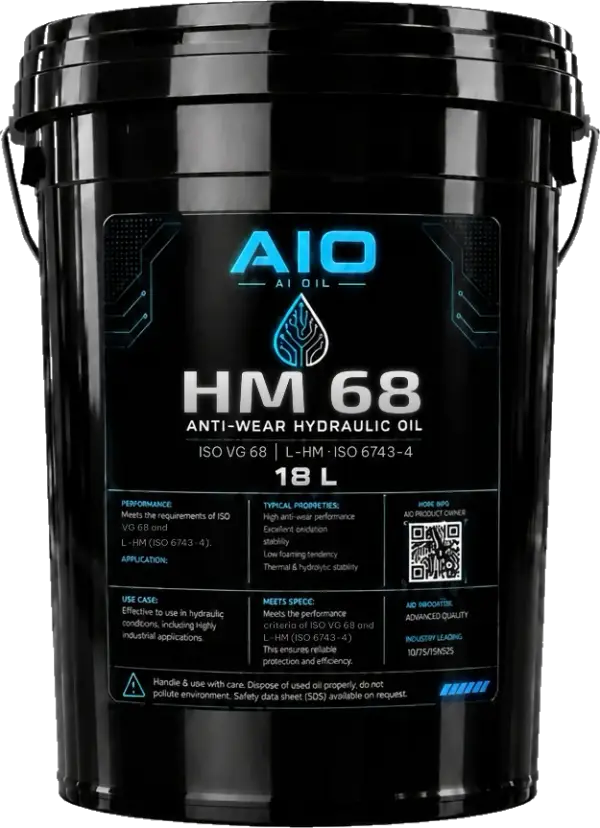 AIO
AI OIL
HM 68
ANTI-WEAR HYDRAULIC OIL
ISO VG 68 | L-HM · ISO 6743-4
18 L
PERFORMANCE:
Meets the requirements of ISO
VG 68 and
L-HM (ISO 6743-4).
APPLICATION:
TYPICAL
High anti-wear performance
Excellent oxidation
stability
Low foaming tendency
Thermal & hydrolytic stability
AIO PRODUCT OWNER
USE CASE:
Effective to use in hydraulic
conditions, including Highly
industrial applications.
MEETS SPECC:
Meets the performance
criteria of ISO VG 68 and
L-HM (ISO 6743-4)
This ensures reliable
protection and efficiency.
AIO
ADVANCED QUALITY
INDUSTRY LEADING
Handle & use with care. Dispose of used oil properly, do not
pollute environment. Safety data sheet (SDS) available on request.